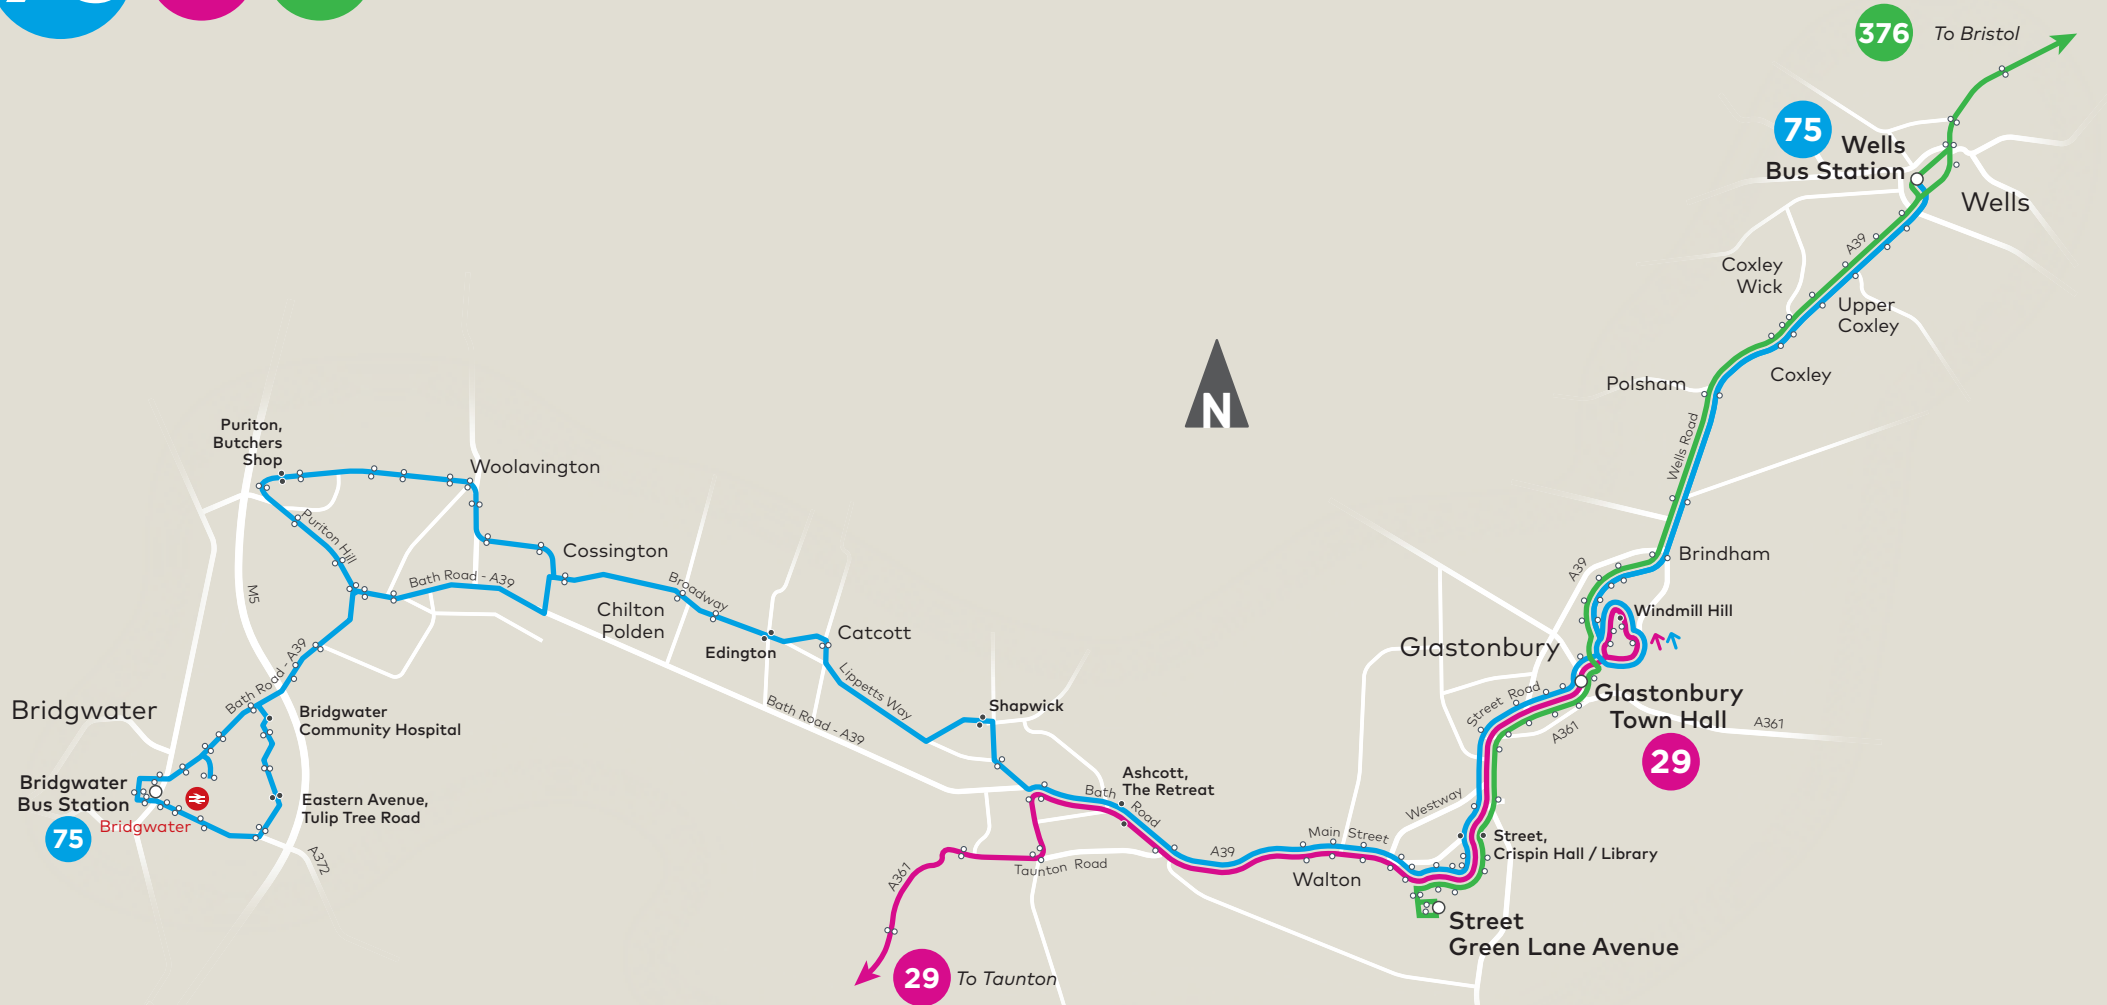 376
To Bristol
75
Wells
Bus Station
Wells
A39
Coxley
Wick
Upper
Coxley
Coxley
Polsham
Wells Road
Brindham
A39
Windmill Hill
Glastonbury
Glastonbury
Town Hall
29
A361
Street Road
A361
N
Puriton,
Butchers
Shop
Woolavington
Puriton Hill
Cossington
Bath Road - A39
M5
Chilton
Polden
Broadway
Edington
Catcott
Lippetts Way
Bath Road - A39
Shapwick
Bath Road - A39
Bridgwater
Bridgwater
Community Hospital
Bridgwater
Bus Station
75
Bridgwater
Eastern Avenue,
Tulip Tree Road
A372
Ashcott,
The Retreat
Bath Road
A39
Main Street
Westway
Walton
Street,
Crispin Hall / Library
Street
Green Lane Avenue
Taunton Road
A361
29
To Taunton